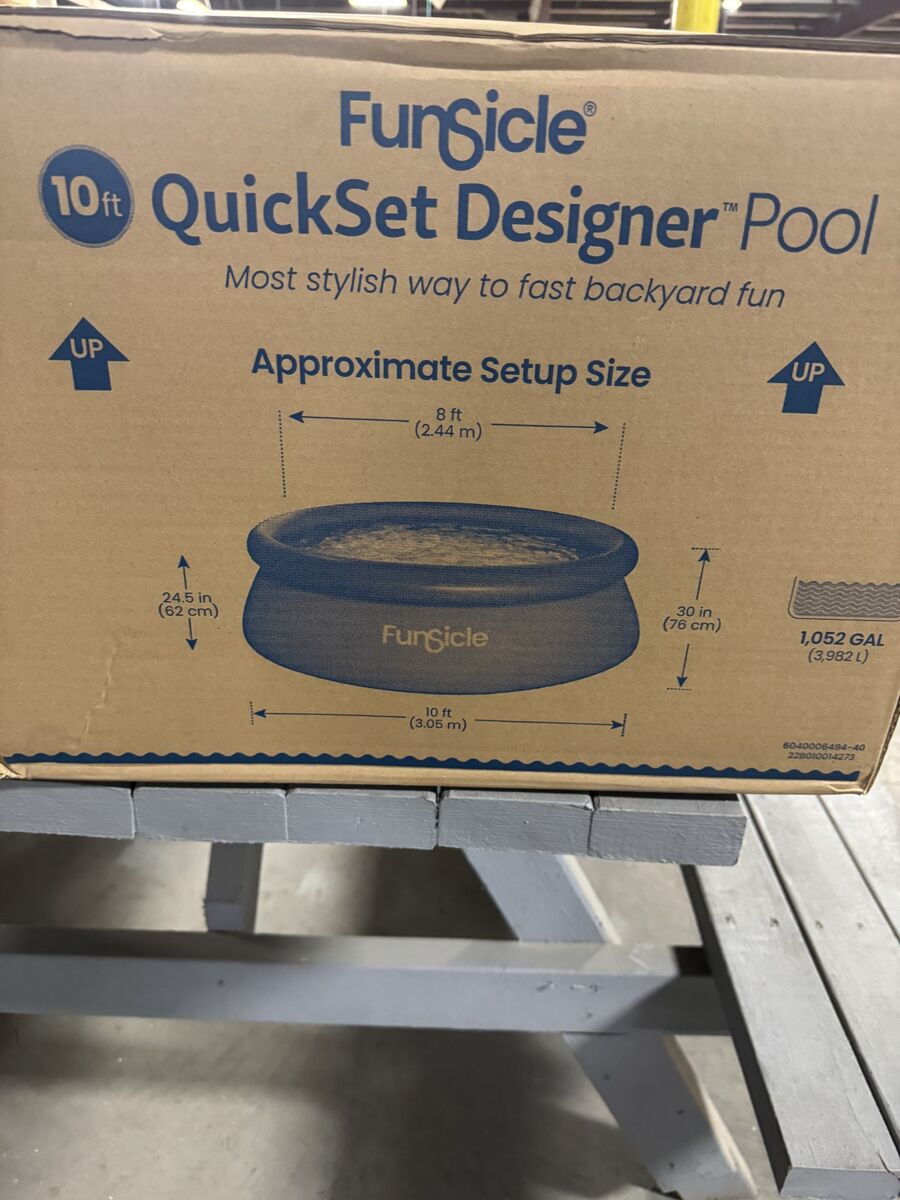 FunSicle®
10ft QuickSet Designer™ Pool
Most stylish way to fast backyard fun
UP
UP
Approximate Setup Size
8 ft
(2.44 m)
24.5 in
(62 cm)
FunSicle
30 in
(76 cm)
1,052 GAL
(3,982 L)
10 ft
(3.05 m)
6040006494-40
22B010014273